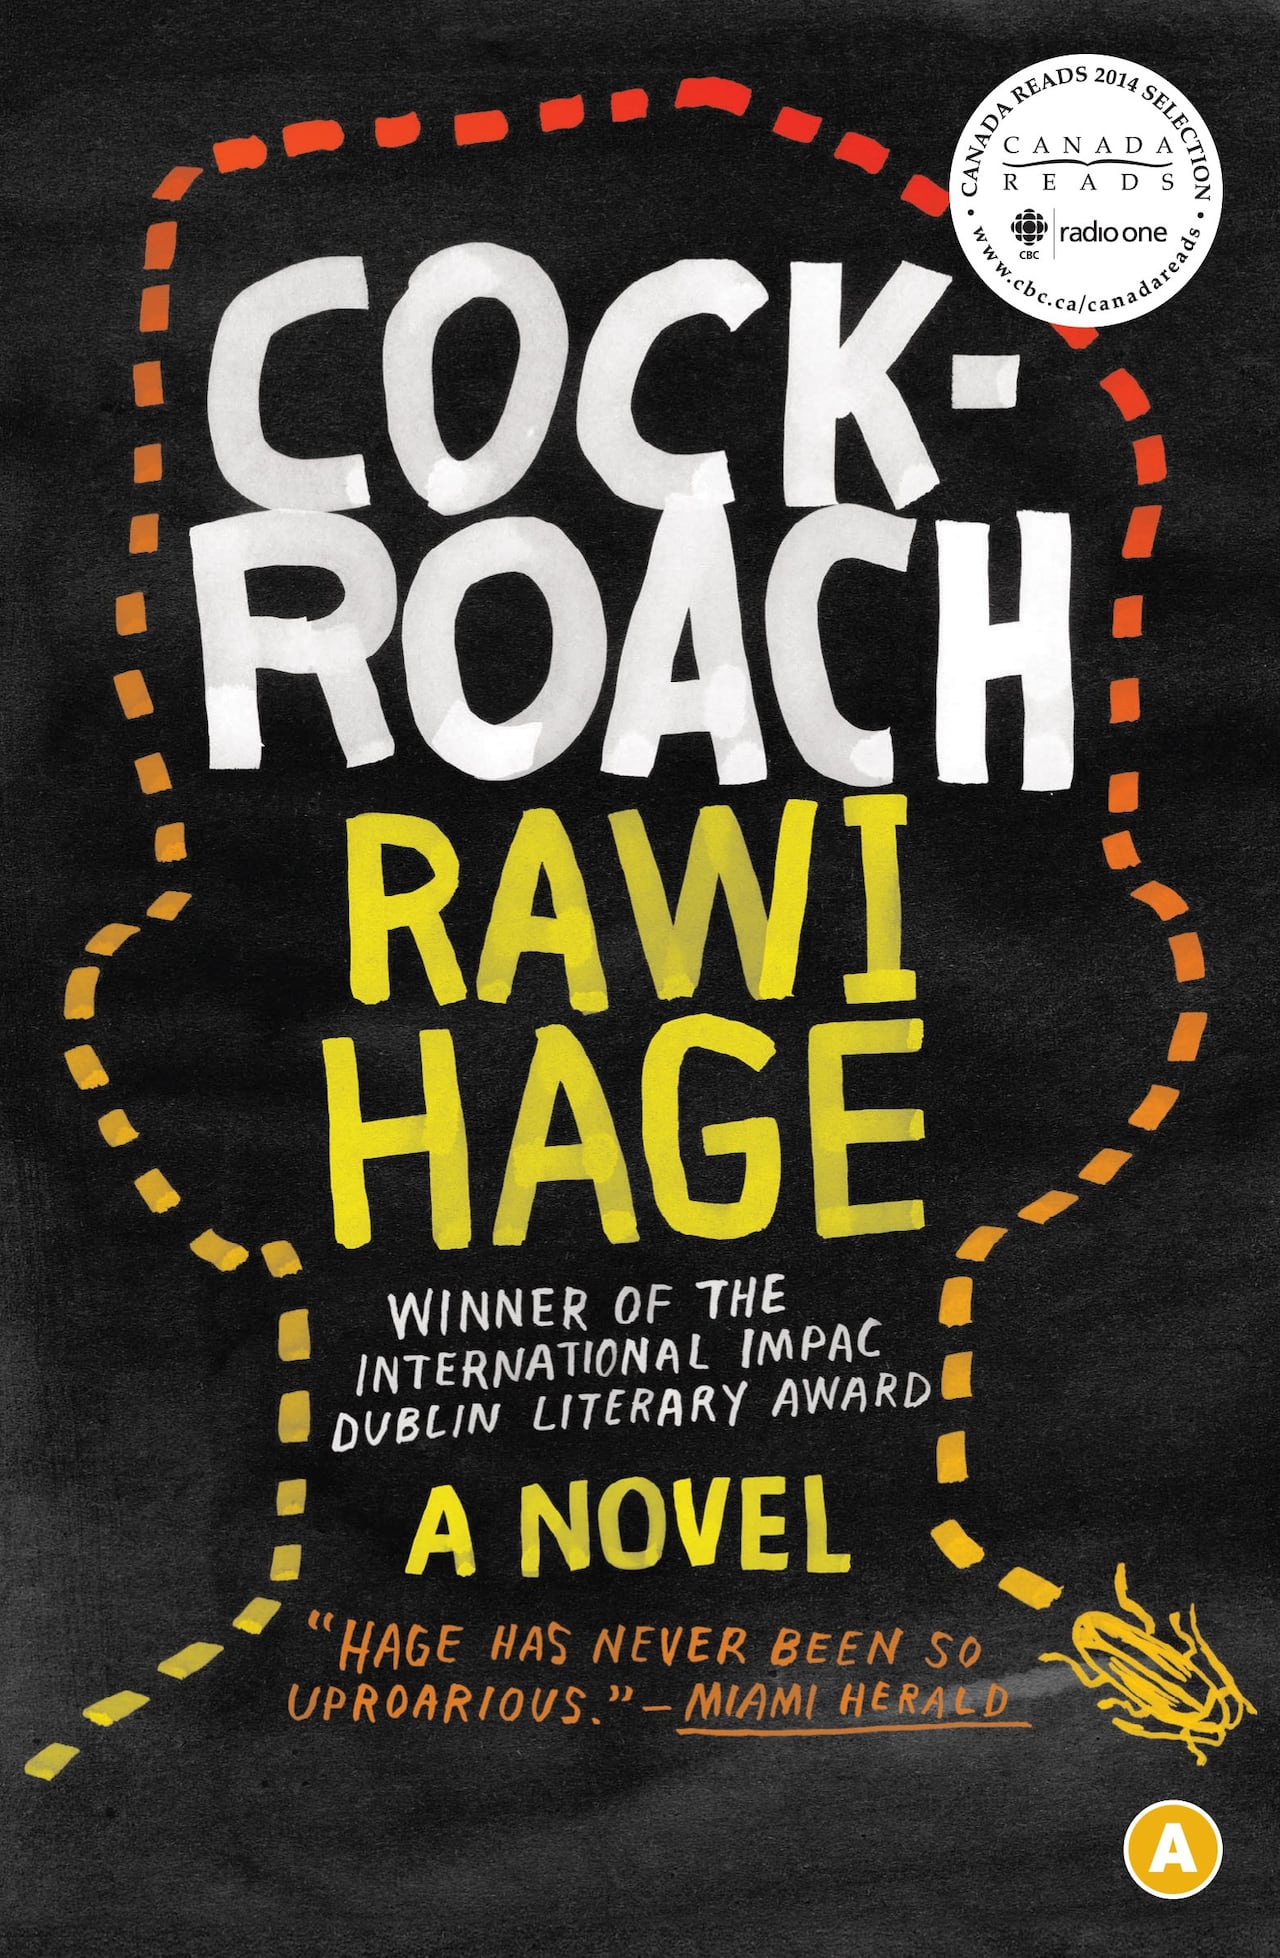 • CANADA READS 2014 SELECTION •
CANADA
READS
CBC
radio one
www.cbc.ca/canadareads
COCK-
ROACH
RAWI
HAGE
WINNER OF THE
INTERNATIONAL IMPAC
DUBLIN LITERARY AWARD
A NOVEL
"HAGE HAS NEVER BEEN SO
UPROARIOUS." – MIAMI HERALD
A